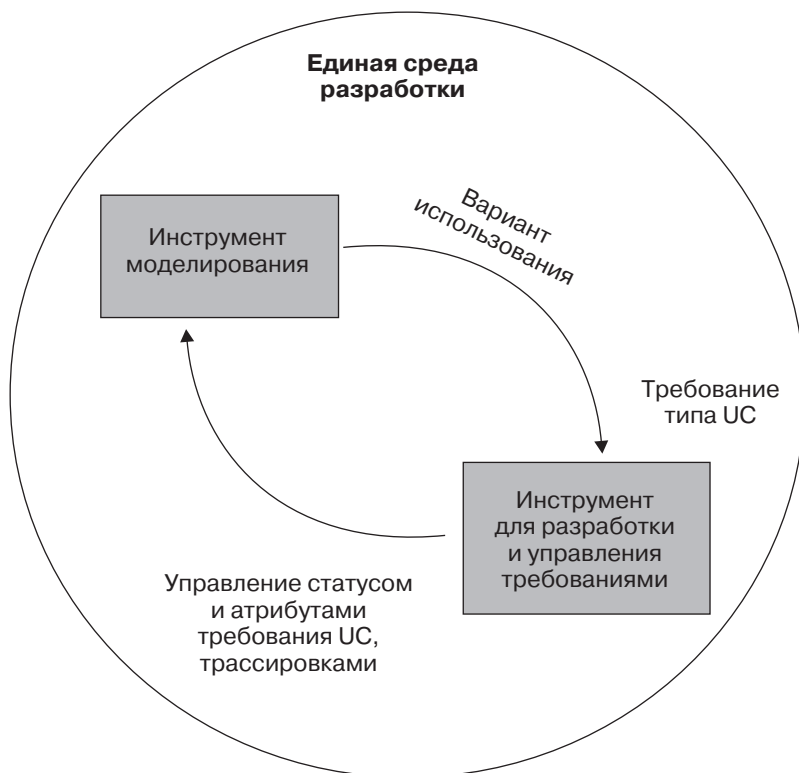 Единая среда
разработки
Вариант
использования
Инструмент
моделирования
Требование
типа UC
Инструмент
для разработки
и управления
требованиями
Управление статусом
и атрибутами
требования UC,
трассировками